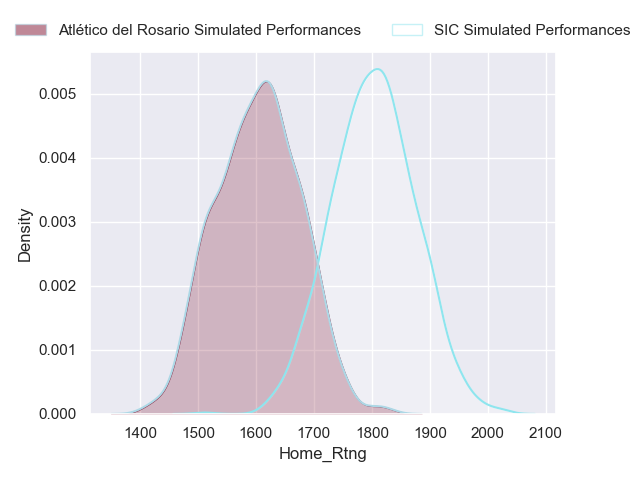 Atlético del Rosario Simulated Performances SIC Simulated Performances
0.005
0.004
0.003
0.002
0.001
0.000
Density
1400 1500 1600 1700 1800 1900 2000 2100
Home_Rtng